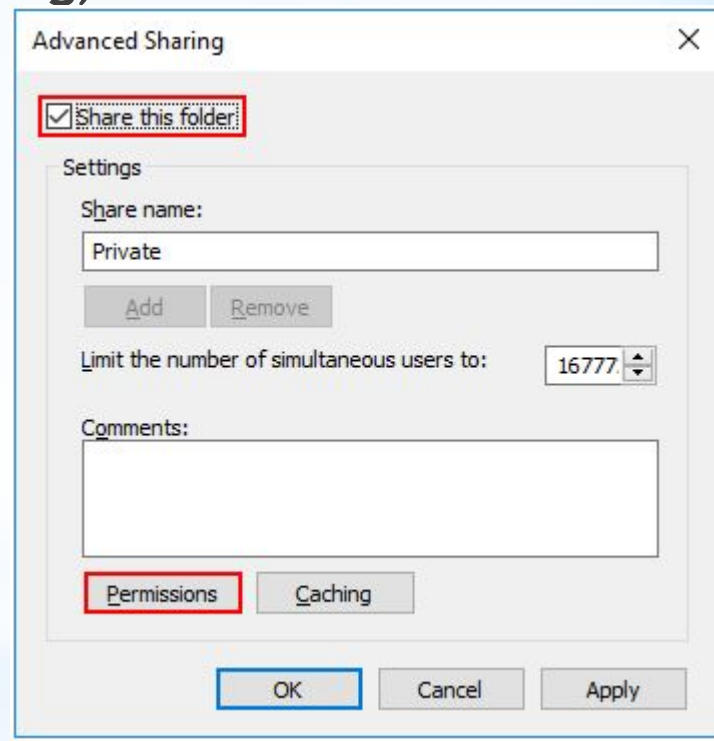 g)
Advanced Sharing
Share this folder
Settings
Share name:
Private
Add Remove
Limit the number of simultaneous users to:
16777
Comments:
Permissions Caching
OK Cancel Apply